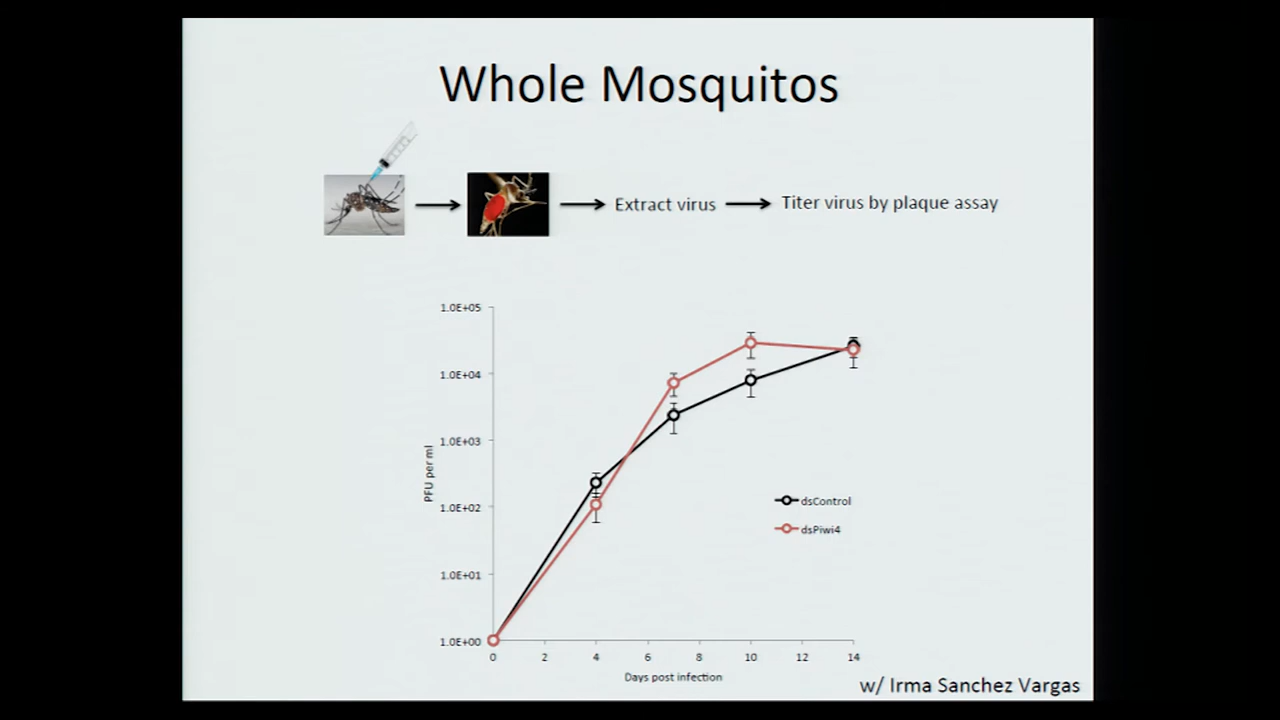 Whole Mosquitos
Extract virus
Titer virus by plaque assay
1.0E+05
1.0E+04
1.0E+03
1.0E+02
1.0E+01
1.0E+00
PFU per ml
dsControl
dsPiwi4
0 2 4 6 8 10 12 14
Days post infection
w/ Irma Sanchez Vargas